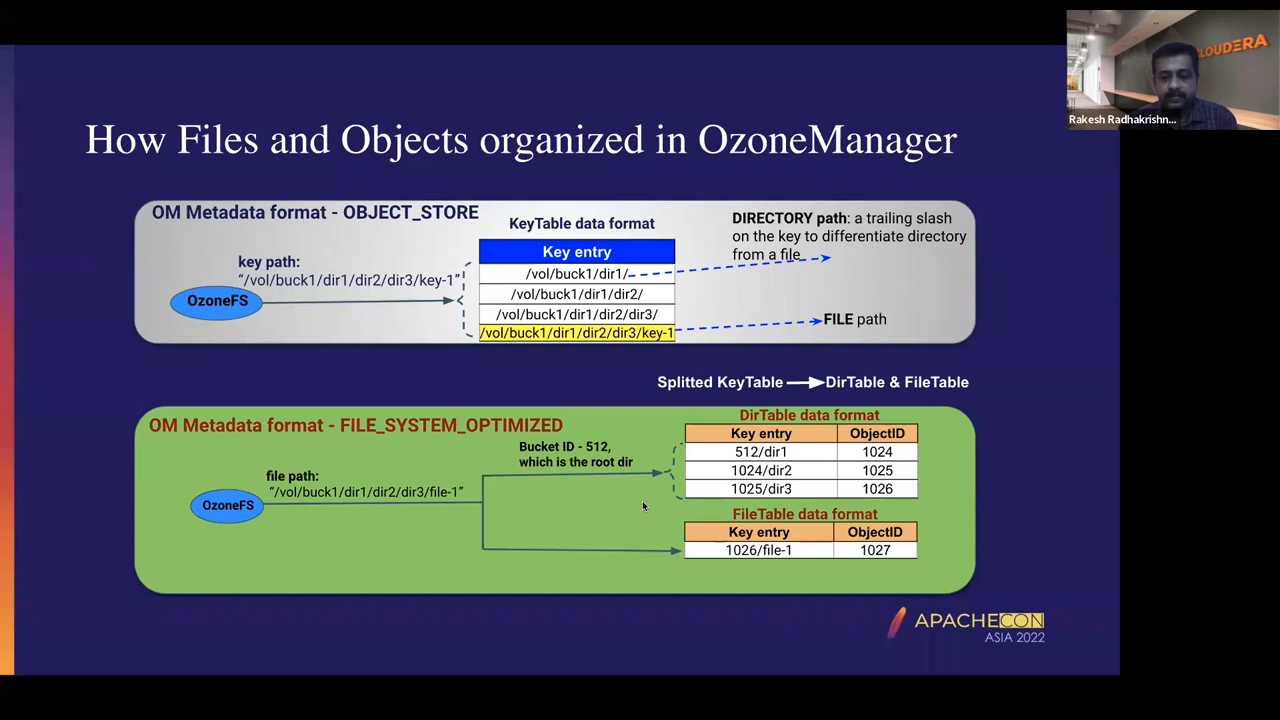 How Files and Objects organized in OzoneManager
OM Metadata format - OBJECT_STORE
KeyTable data format
key path:
“/vol/buck1/dir1/dir2/dir3/key-1”
OzoneFS
Key entry
/vol/buck1/dir1/
/vol/buck1/dir1/dir2/
/vol/buck1/dir1/dir2/dir3/
/vol/buck1/dir1/dir2/dir3/key-1
DIRECTORY path: a trailing slash
on the key to differentiate directory
from a file
FILE path
Splitted KeyTable DirTable & FileTable
OM Metadata format - FILE_SYSTEM_OPTIMIZED
Bucket ID - 512,
which is the root dir
file path:
“/vol/buck1/dir1/dir2/dir3/file-1”
OzoneFS
DirTable data format
Key entry ObjectID
512/dir1 1024
1024/dir2 1025
1025/dir3 1026
FileTable data format
Key entry ObjectID
1026/file-1 1027
APACHECON
ASIA 2022
CLOUDERA
Rakesh Radhakrishn...